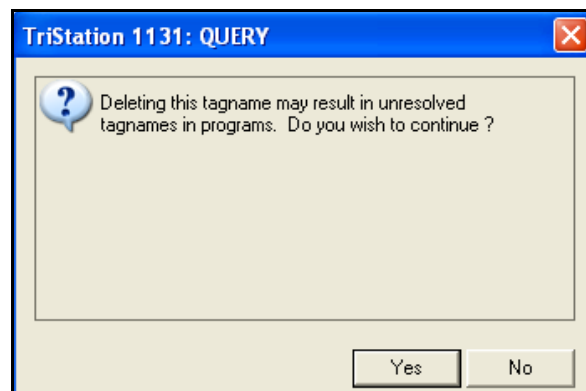 TriStation 1131: QUERY
Deleting this tagname may result in unresolved
tagnames in programs.  Do you wish to continue ?
Yes
No